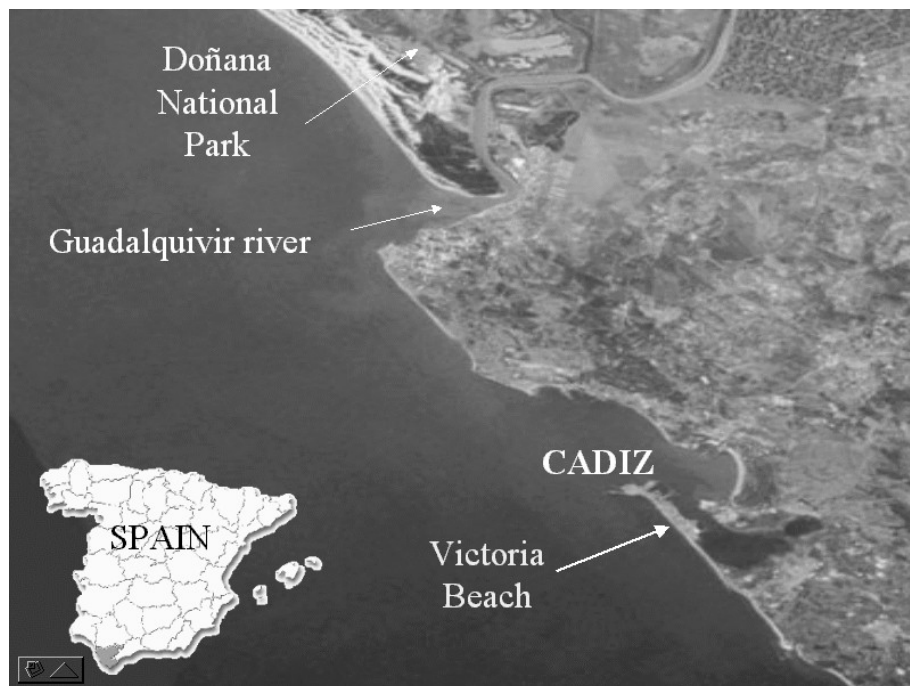 Doñana
National
Park
Guadalquivir river
CADIZ
SPAIN
Victoria
Beach